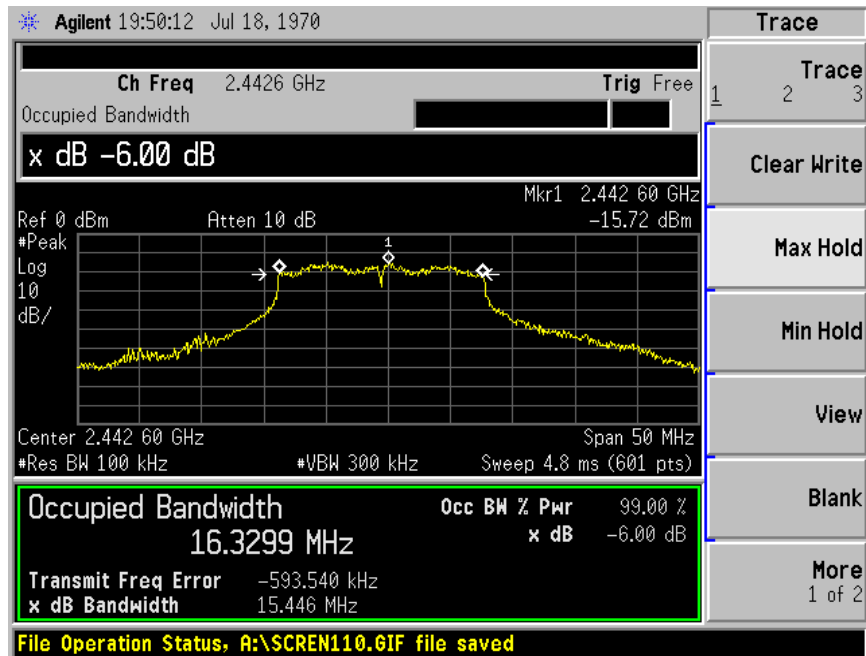 Agilent 19:50:12 Jul 18, 1970
Trace
Ch Freq 2.4426 GHz Trig Free
Occupied Bandwidth
x dB -6.00 dB
Mkr1 2.442 60 GHz
Ref 0 dBm Atten 10 dB -15.72 dBm
#Peak
Log
10
dB/
1
Center 2.442 60 GHz Span 50 MHz
#Res BW 100 kHz #VBW 300 kHz Sweep 4.8 ms (601 pts)
Occupied Bandwidth
16.3299 MHz
Occ BW % Pwr 99.00 %
x dB -6.00 dB
Transmit Freq Error -593.540 kHz
x dB Bandwidth 15.446 MHz
Trace
1 2 3
Clear Write
Max Hold
Min Hold
View
Blank
More
1 of 2
File Operation Status, A:\SCREN110.GIF file saved